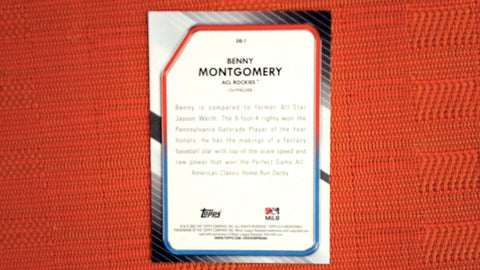 DB-1
BENNY
MONTGOMERY
ACL ROCKIES™
OUTFIELDER
Benny is compared to former All-Star
Jayson Werth. The 6 foot-4 righty won the
Pennsylvania Gatorade Player of the Year
honors. He has the makings of a fantasy
baseball star with top of the scale speed and
raw power that won the Perfect Game All-
American Classic Home Run Derby.
Topps
MiLB